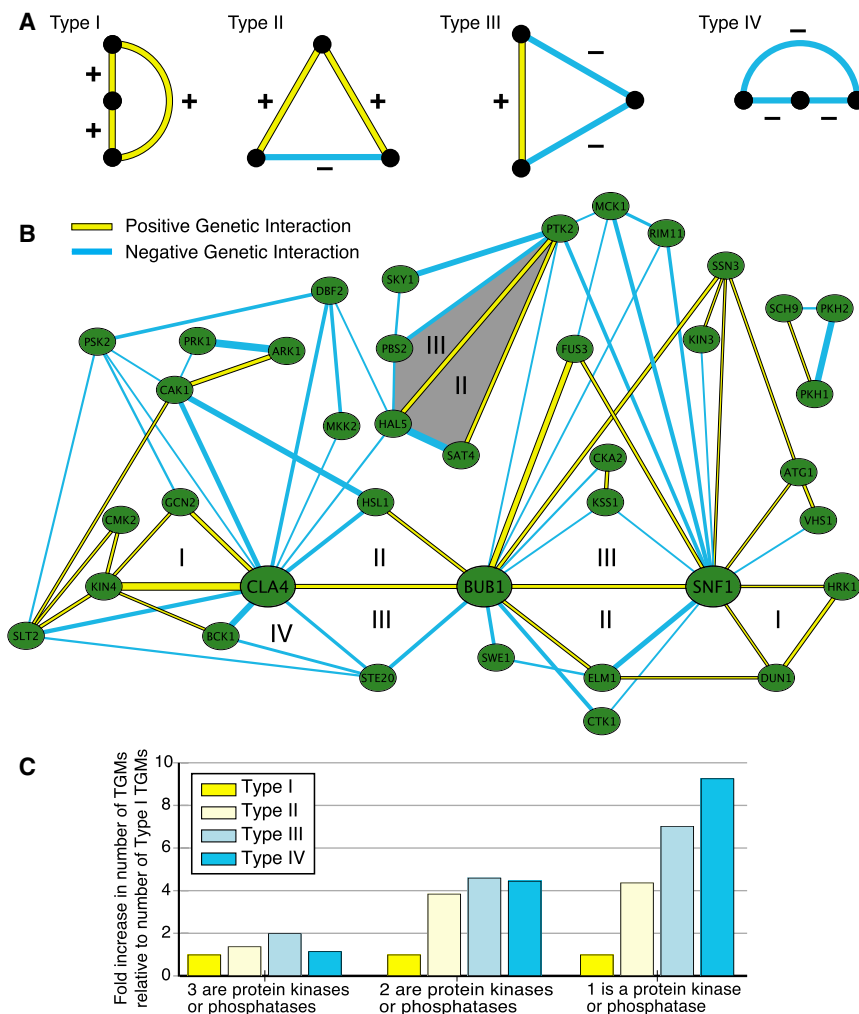 A
Type I
Type II
Type III
Type IV
+
+
+
+
+
–
+
–
–
–
–
–
B
Positive Genetic Interaction
Negative Genetic Interaction
MCK1
PTK2
RIM11
SSN3
SKY1
DBF2
SCH9
PKH2
PSK2
PRK1
ARK1
PBS2
III
FUS3
KIN3
II
CAK1
PKH1
MKK2
HAL5
SAT4
CKA2
ATG1
GCN2
HSL1
KSS1
CMK2
VHS1
I
II
III
KIN4
CLA4
BUB1
SNF1
HRK1
SLT2
BCK1
IV
III
II
I
SWE1
STE20
ELM1
DUN1
CTK1
C
Fold increase in number of TGMs
relative to number of Type I TGMs
10
8
6
4
2
0
Type I
Type II
Type III
Type IV
3 are protein kinases
or phosphatases
2 are protein kinases
or phosphatases
1 is a protein kinase
or phosphatase